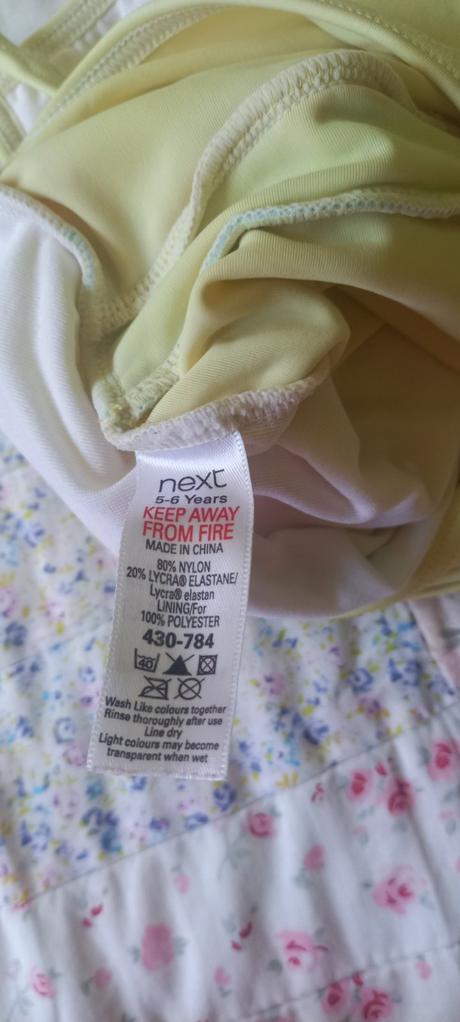 next
5-6 Years
KEEP AWAY
FROM FIRE
MADE IN CHINA
80% NYLON
20% LYCRA® ELASTANE/
Lycra® elastan
LINING/For
100% POLYESTER
430-784
40
Wash Like colours together
Rinse thoroughly after use
Line dry
Light colours may become
transparent when wet